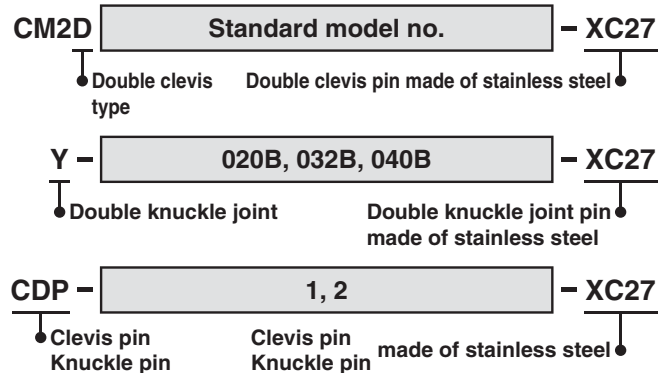 CM2D Standard model no. – XC27
Double clevis type Double clevis pin made of stainless steel
Y – 020B, 032B, 040B – XC27
Double knuckle joint Double knuckle joint pin made of stainless steel
CDP – 1, 2 – XC27
Clevis pin Knuckle pin Clevis pin Knuckle pin made of stainless steel